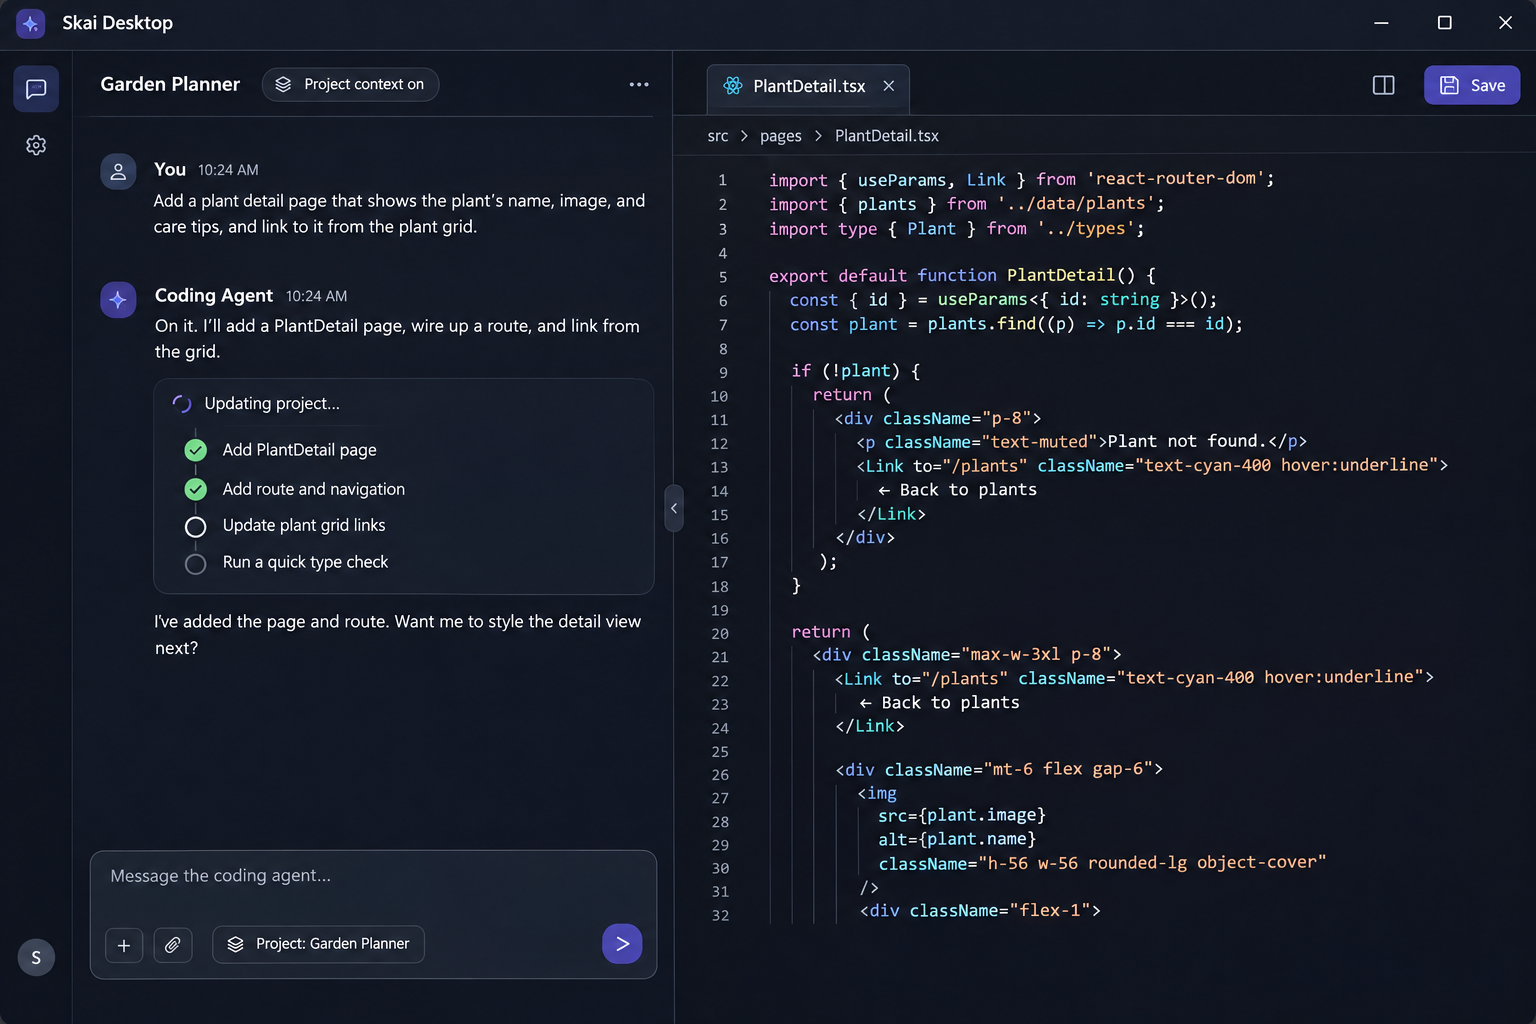 Skai Desktop
Garden Planner
Project context on
You 10:24 AM
Add a plant detail page that shows the plant's name, image, and
care tips, and link to it from the plant grid.
Coding Agent 10:24 AM
On it. I'll add a PlantDetail page, wire up a route, and link from
the grid.
Updating project...
Add PlantDetail page
Add route and navigation
Update plant grid links
Run a quick type check
I've added the page and route. Want me to style the detail view
next?
Message the coding agent...
Project: Garden Planner
S
PlantDetail.tsx
Save
src > pages > PlantDetail.tsx
1 import { useParams, Link } from 'react-router-dom';
2 import { plants } from '../data/plants';
3 import type { Plant } from '../types';
4
5 export default function PlantDetail() {
6 const { id } = useParams<{ id: string }>();
7 const plant = plants.find((p) => p.id === id);
8
9 if (!plant) {
10 return (
11 <div className="p-8">
12 <p className="text-muted">Plant not found.</p>
13 <Link to="/plants" className="text-cyan-400 hover:underline">
14 ← Back to plants
15 </Link>
16 </div>
17 );
18 }
19
20 return (
21 <div className="max-w-3xl p-8">
22 <Link to="/plants" className="text-cyan-400 hover:underline">
23 ← Back to plants
24 </Link>
25
26 <div className="mt-6 flex gap-6">
27 <img
28 src={plant.image}
29 alt={plant.name}
30 className="h-56 w-56 rounded-lg object-cover"
31 />
32 <div className="flex-1">